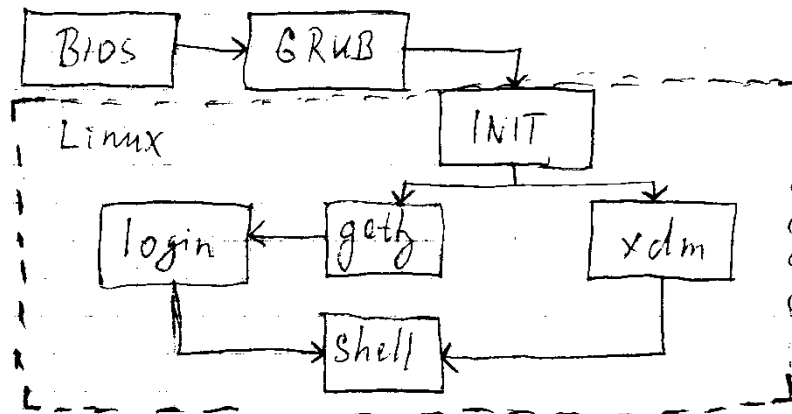 BIOS
GRUB
Linux
INIT
login
getty
xdm
Shell